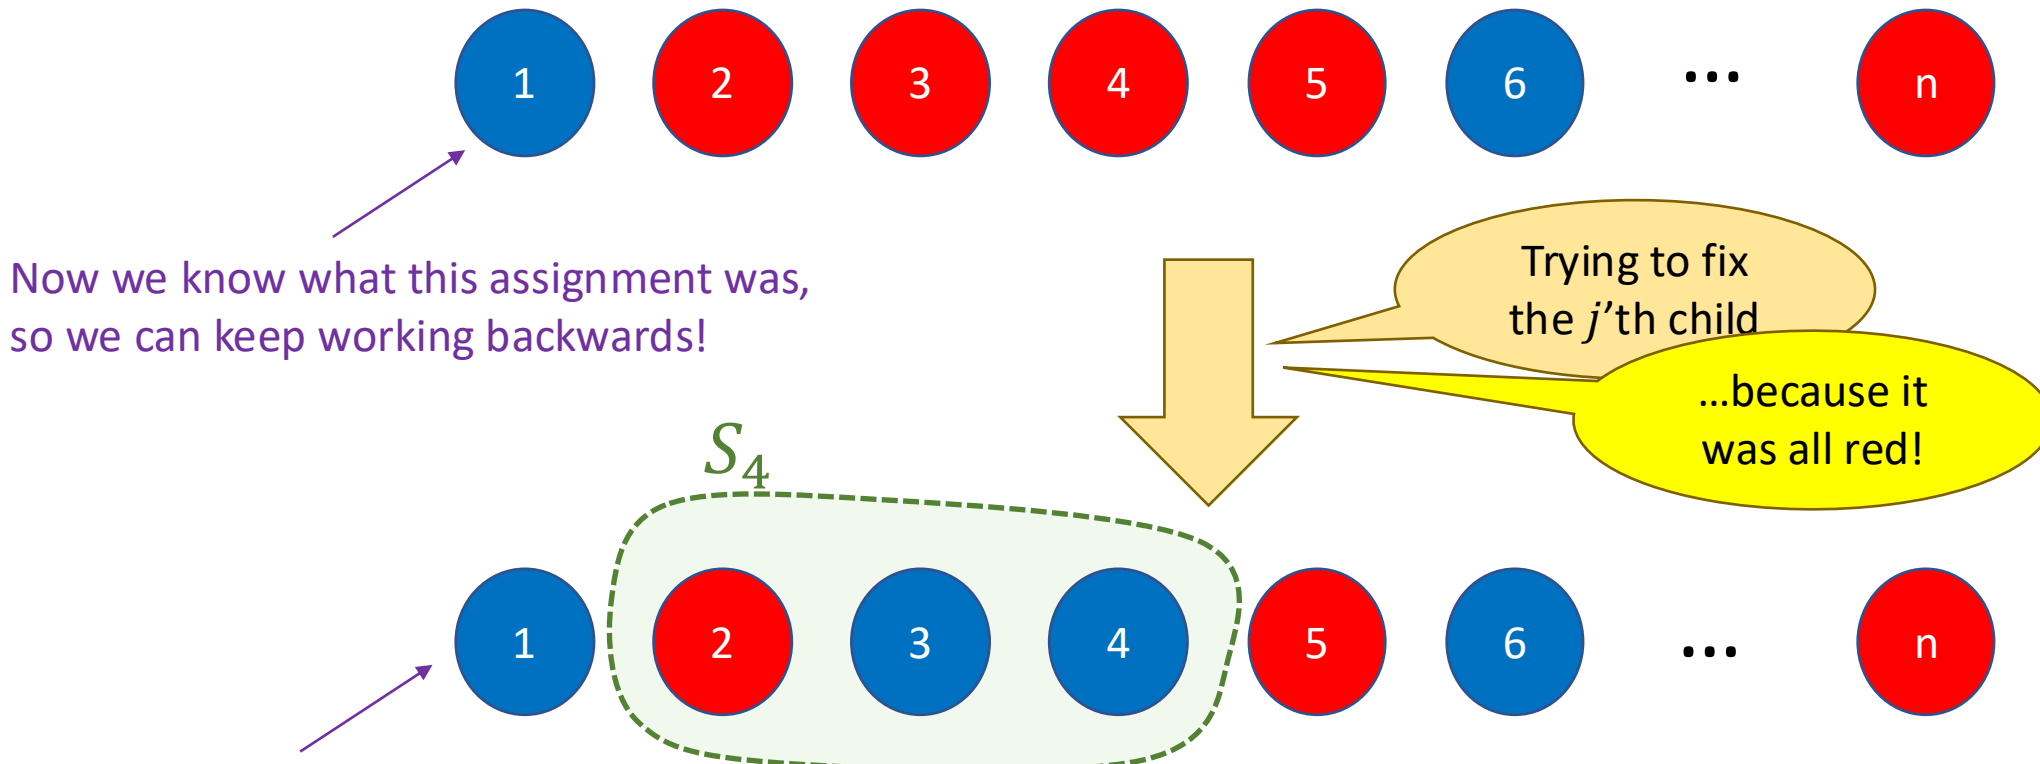 1 2 3 4 5 6 ... n
Now we know what this assignment was,
so we can keep working backwards!
Trying to fix
the j’th child
...because it
was all red!
S₄
1 2 3 4 5 6 ... n